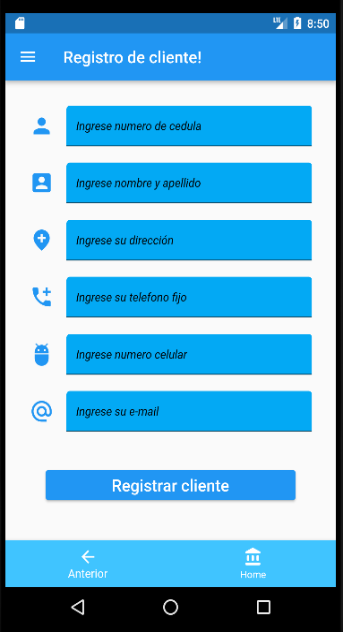 LTE 8:50
Registro de cliente!
Ingrese numero de cedula
Ingrese nombre y apellido
Ingrese su dirección
Ingrese su telefono fijo
Ingrese numero celular
Ingrese su e-mail
Registrar cliente
Anterior
Home